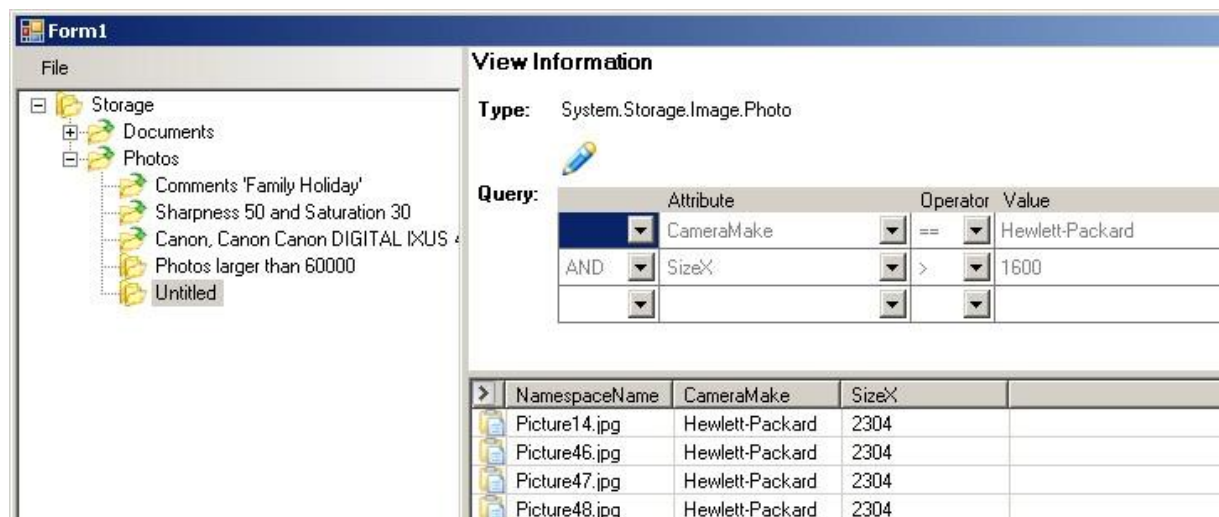 Form1
File
Storage
Documents
Photos
Comments 'Family Holiday'
Sharpness 50 and Saturation 30
Canon, Canon Canon DIGITAL IXUS
Photos larger than 60000
Untitled
View Information
Type: System.Storage.Image.Photo
Query:
Attribute Operator Value
CameraMake == Hewlett-Packard
AND SizeX > 1600
NamespaceName CameraMake SizeX
Picture14.jpg Hewlett-Packard 2304
Picture46.jpg Hewlett-Packard 2304
Picture47.jpg Hewlett-Packard 2304
Picture48.jpg Hewlett-Packard 2304